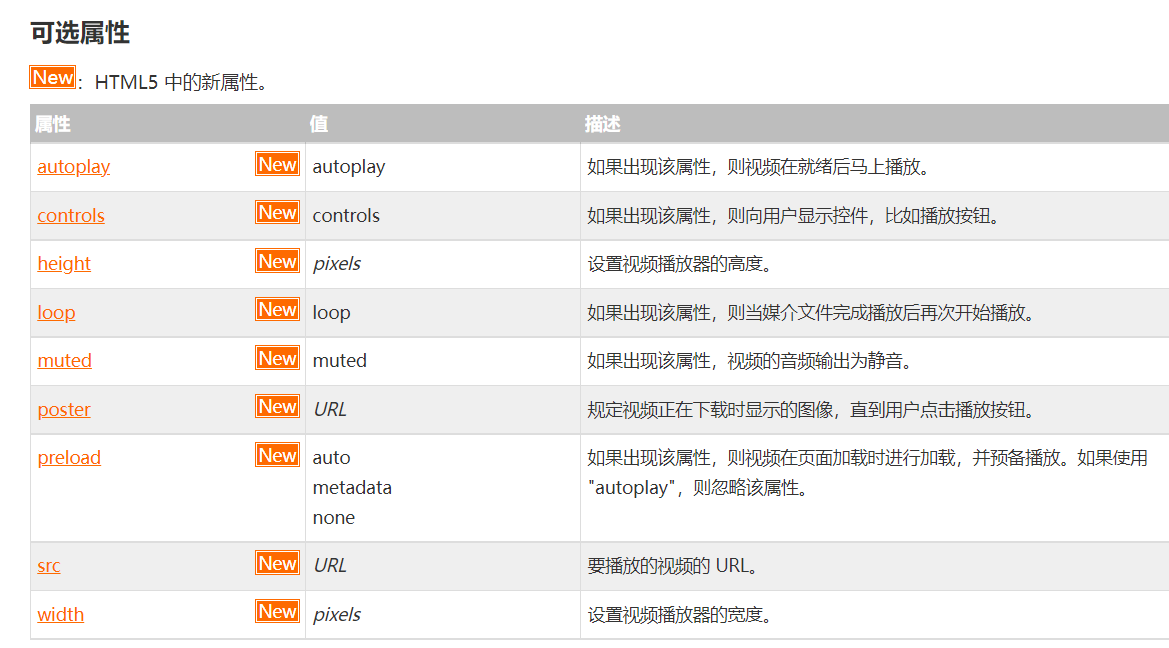 可选属性
New：HTML5 中的新属性。
属性 值 描述
autoplay New autoplay 如果出现该属性，则视频在就绪后马上播放。
controls New controls 如果出现该属性，则向用户显示控件，比如播放按钮。
height New pixels 设置视频播放器的高度。
loop New loop 如果出现该属性，则当媒介文件完成播放后再次开始播放。
muted New muted 如果出现该属性，视频的音频输出为静音。
poster New URL 规定视频正在下载时显示的图像，直到用户点击播放按钮。
preload New auto 如果出现该属性，则视频在页面加载时进行加载，并预备播放。如果使用
metadata "autoplay"，则忽略该属性。
none
src New URL 要播放的视频的 URL。
width New pixels 设置视频播放器的宽度。